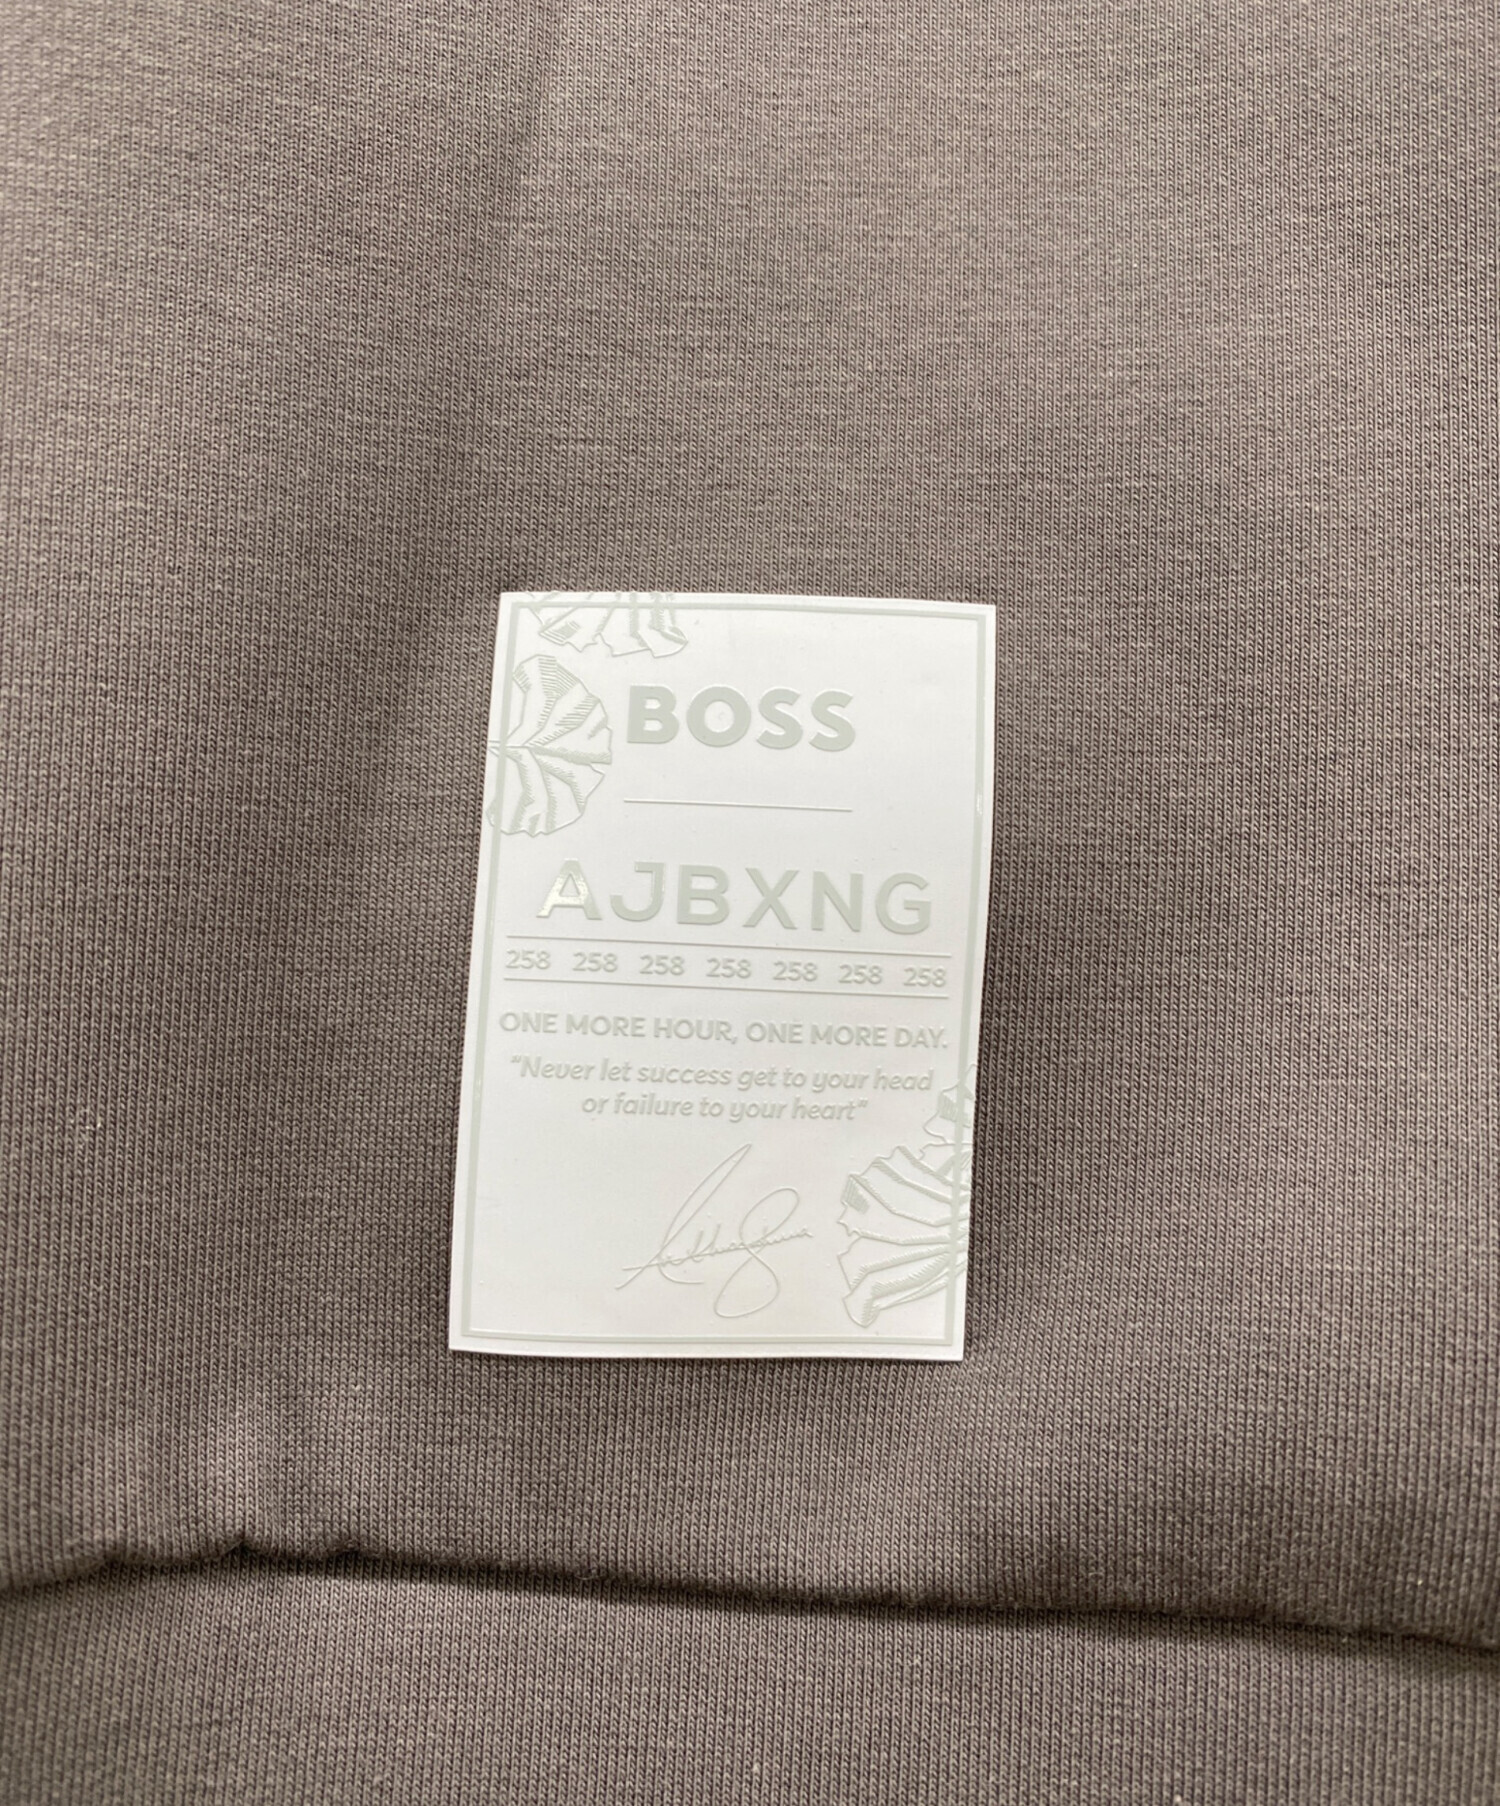 BOSS
AJBXNG
258 258 258 258 258 258 258
ONE MORE HOUR, ONE MORE DAY.
"Never let success get to your head
or failure to your heart"